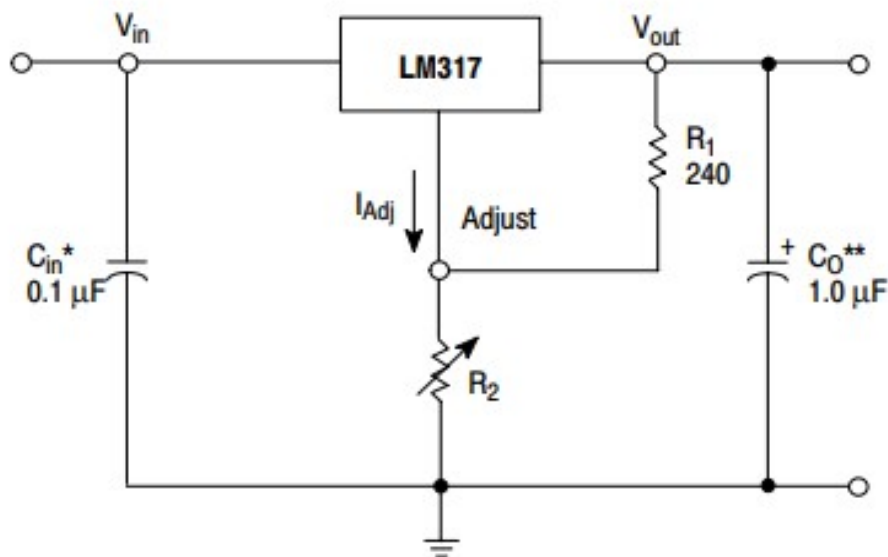 V_in
V_out
LM317
R_1
240
I_Adj
Adjust
C_in*
0.1 μF
+
C_O**
1.0 μF
R_2